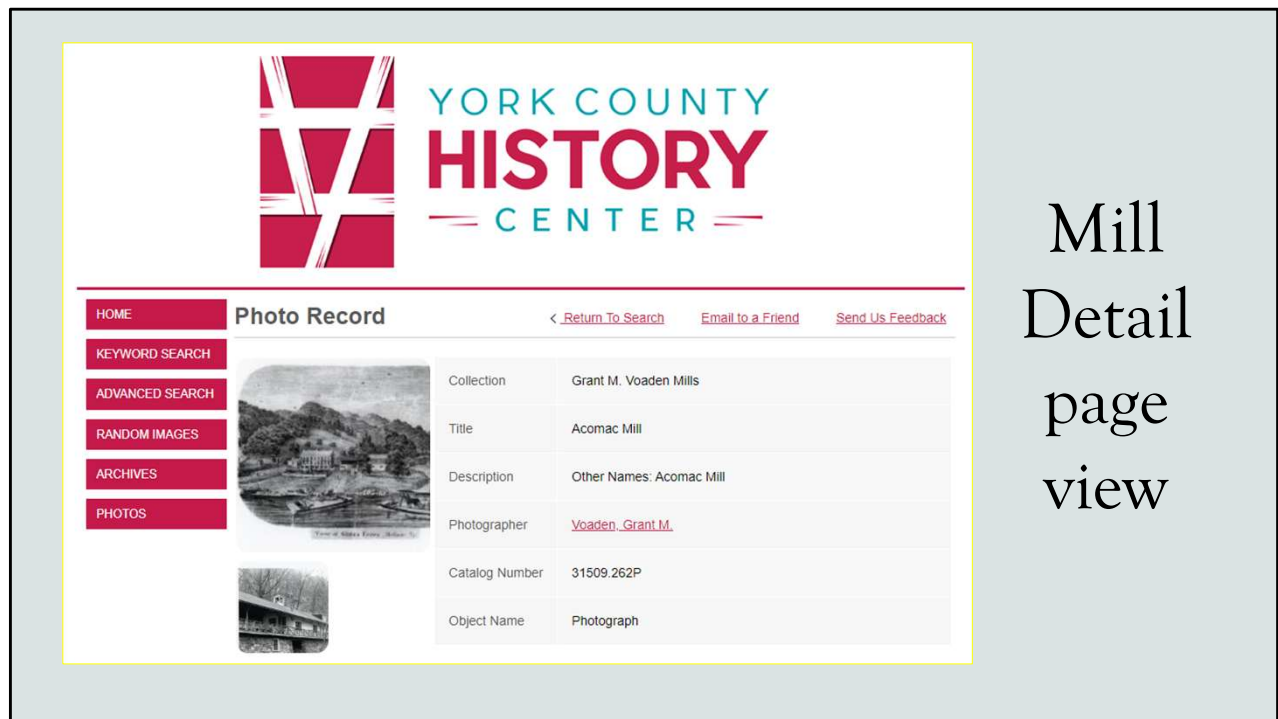 YORK COUNTY
HISTORY
CENTER
Mill
Detail
page
view
HOME
KEYWORD SEARCH
ADVANCED SEARCH
RANDOM IMAGES
ARCHIVES
PHOTOS
Photo Record
< Return To Search Email to a Friend Send Us Feedback
Collection Grant M. Voaden Mills
Title Acomac Mill
Description Other Names: Acomac Mill
Photographer Voaden, Grant M.
Catalog Number 31509.262P
Object Name Photograph